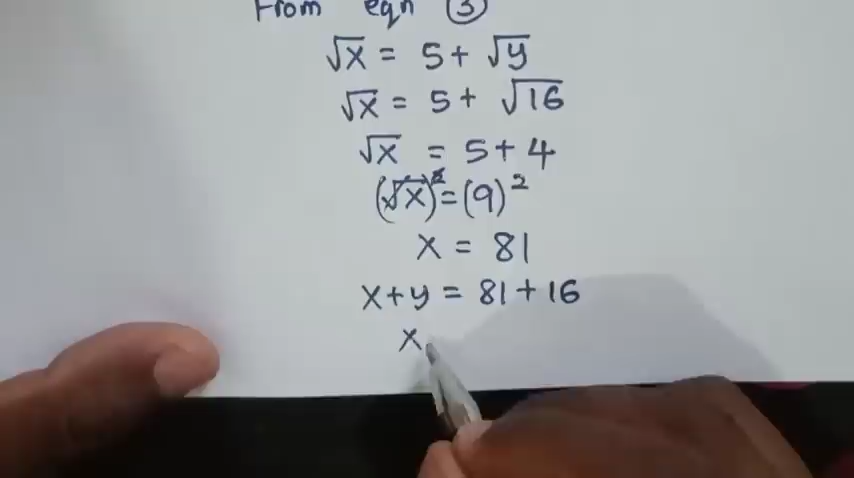 From eqn ③
√x = 5 + √y
√x = 5 + √16
√x = 5 + 4
(√x)² = (9)²
x = 81
x + y = 81 + 16
x